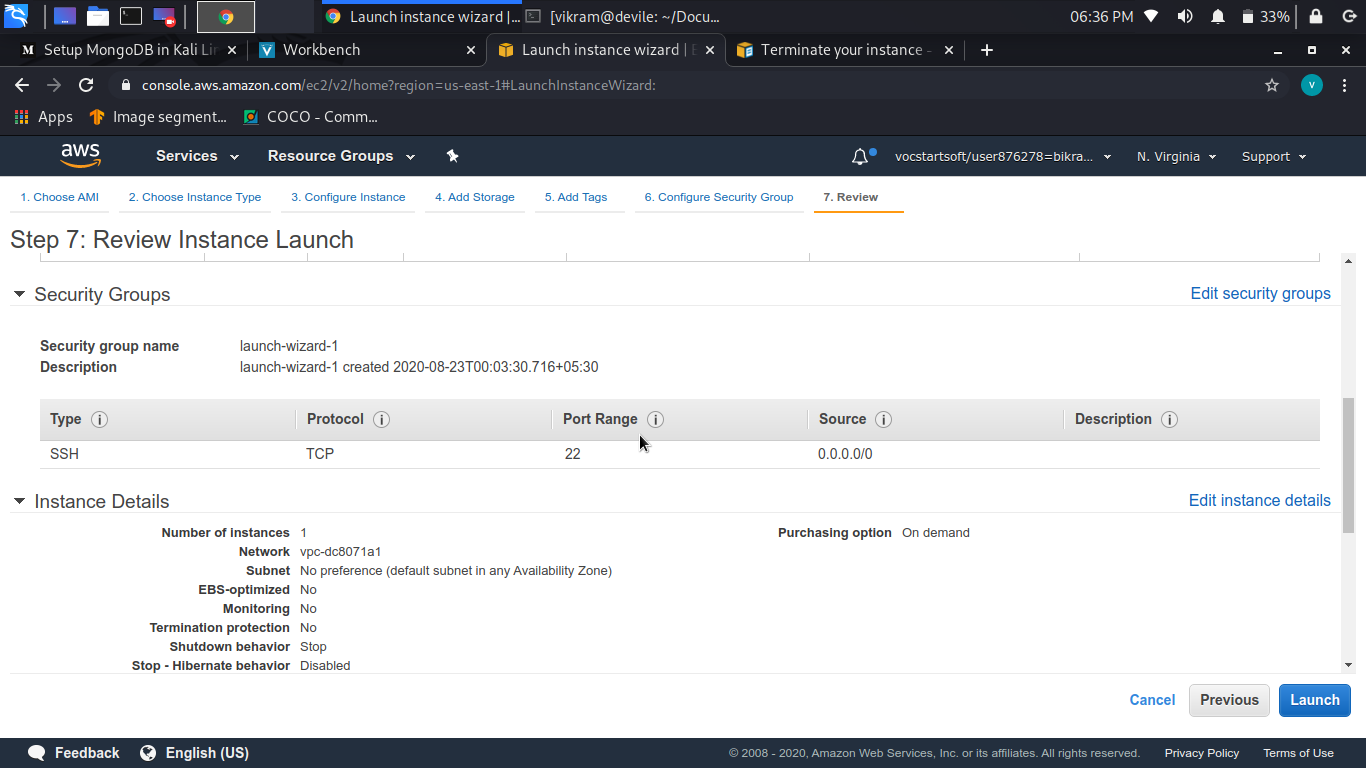 Launch instance wizard |... [vikram@devile: ~/Docu... 06:36 PM 33%
Setup MongoDB in Kali Lin Workbench Launch instance wizard | E Terminate your instance -
console.aws.amazon.com/ec2/v2/home?region=us-east-1#LaunchInstanceWizard: V
Apps Image segment... COCO - Comm...
aws Services Resource Groups vocstartsoft/user876278=bikra... N. Virginia Support
1. Choose AMI 2. Choose Instance Type 3. Configure Instance 4. Add Storage 5. Add Tags 6. Configure Security Group 7. Review
Step 7: Review Instance Launch
Security Groups Edit security groups
Security group name launch-wizard-1
Description launch-wizard-1 created 2020-08-23T00:03:30.716+05:30
Type Protocol Port Range Source Description
SSH TCP 22 0.0.0.0/0
Instance Details Edit instance details
Number of instances 1 Purchasing option On demand
Network vpc-dc8071a1
Subnet No preference (default subnet in any Availability Zone)
EBS-optimized No
Monitoring No
Termination protection No
Shutdown behavior Stop
Stop - Hibernate behavior Disabled
Cancel Previous Launch
Feedback English (US) © 2008 - 2020, Amazon Web Services, Inc. or its affiliates. All rights reserved. Privacy Policy Terms of Use